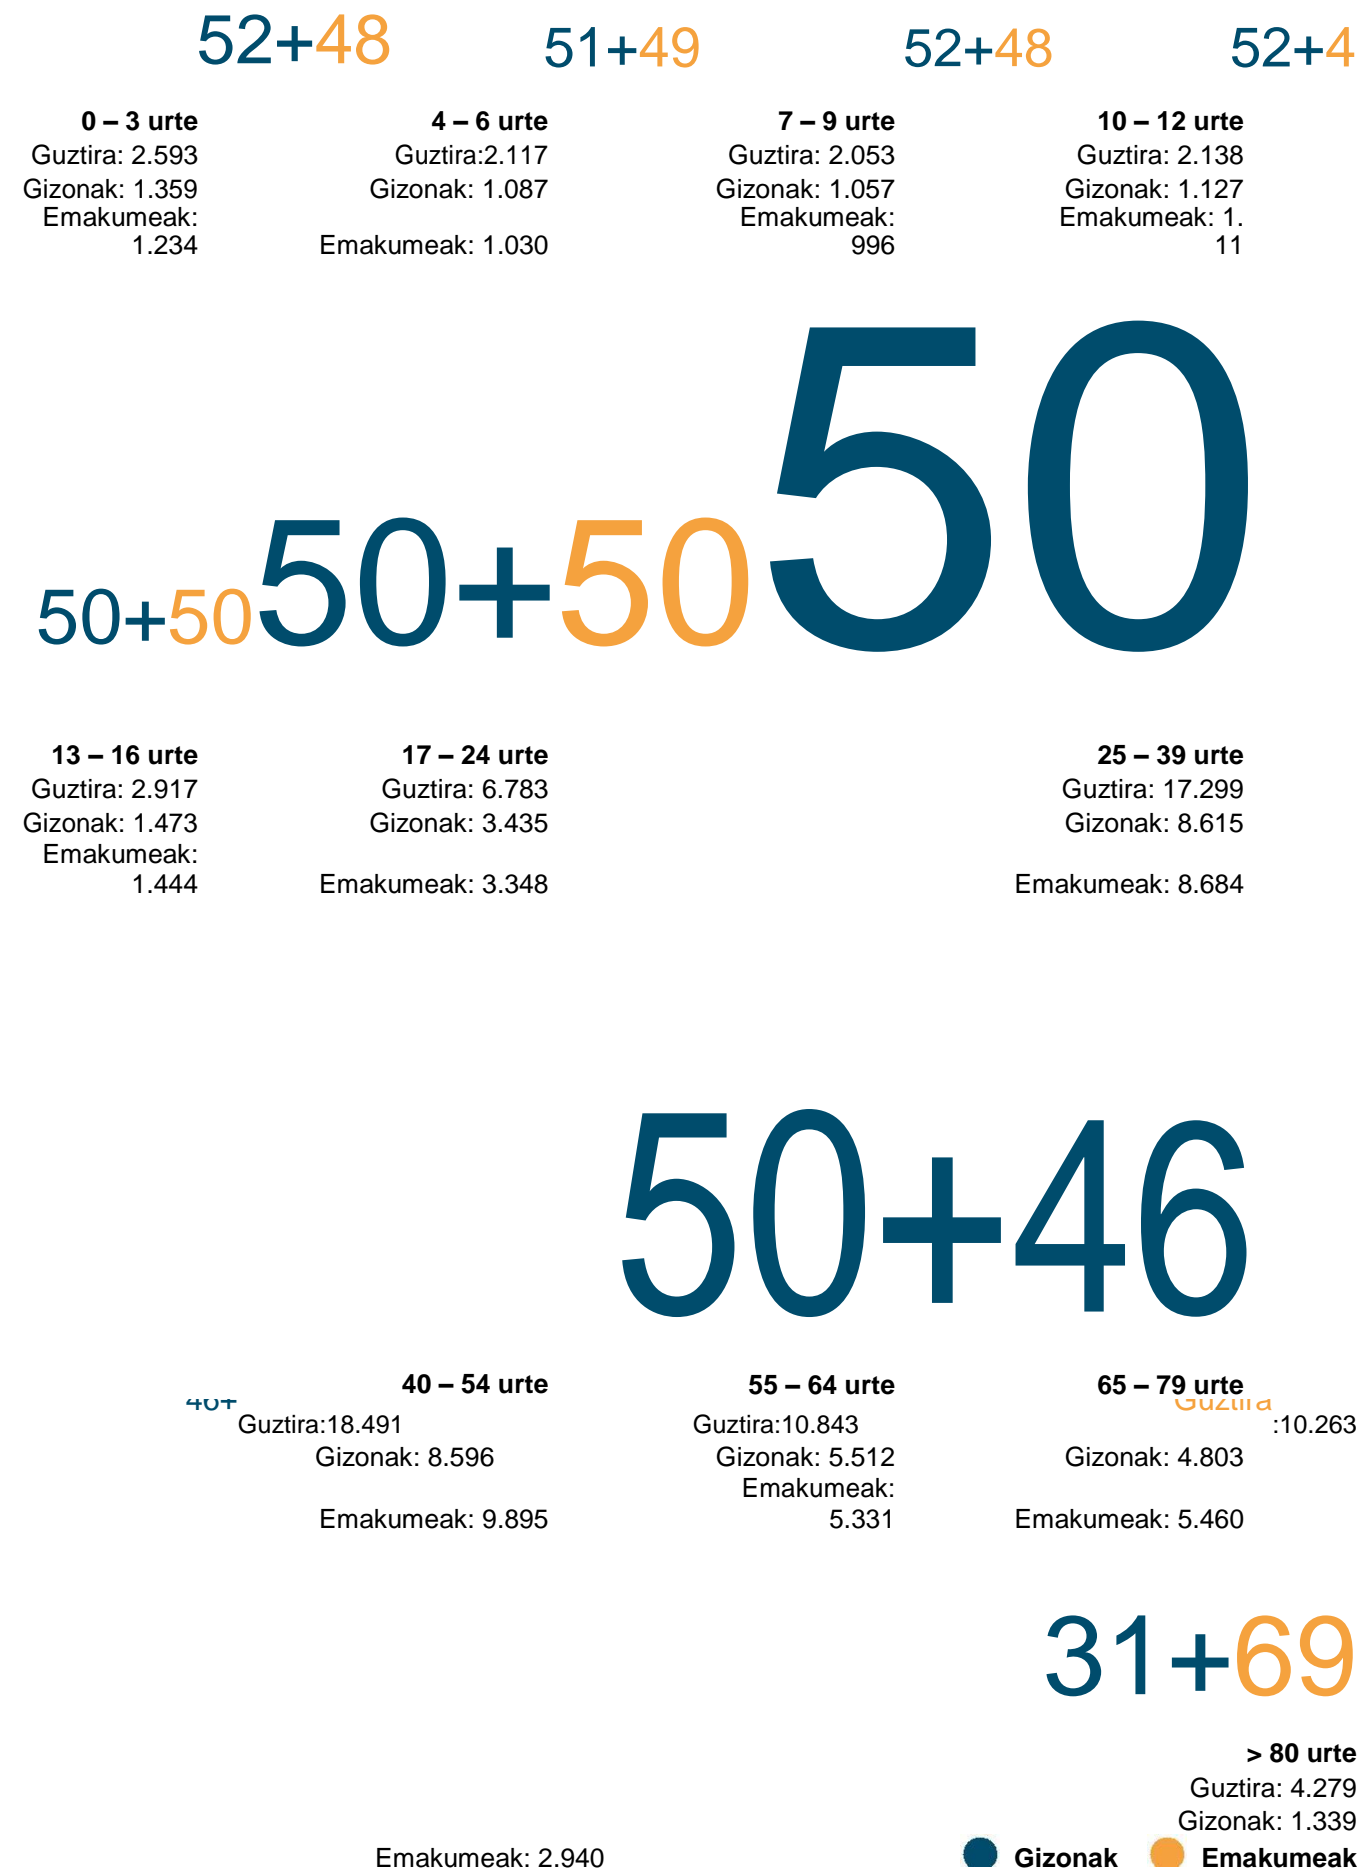 52+48 51+49 52+48 52+4
0 – 3 urte 4 – 6 urte 7 – 9 urte 10 – 12 urte
Guztira: 2.593 Guztira:2.117 Guztira: 2.053 Guztira: 2.138
Gizonak: 1.359 Gizonak: 1.087 Gizonak: 1.057 Gizonak: 1.127
Emakumeak: Emakumeak: Emakumeak: 1.
1.234 Emakumeak: 1.030 996 11
50+50 50+50 50
13 – 16 urte 17 – 24 urte 25 – 39 urte
Guztira: 2.917 Guztira: 6.783 Guztira: 17.299
Gizonak: 1.473 Gizonak: 3.435 Gizonak: 8.615
Emakumeak:
1.444 Emakumeak: 3.348 Emakumeak: 8.684
50+46
40 – 54 urte 55 – 64 urte 65 – 79 urte
46+ Guztira
Guztira:18.491 Guztira:10.843 :10.263
Gizonak: 8.596 Gizonak: 5.512 Gizonak: 4.803
Emakumeak:
Emakumeak: 9.895 5.331 Emakumeak: 5.460
31+69
> 80 urte
Guztira: 4.279
Gizonak: 1.339
Emakumeak: 2.940 Gizonak Emakumeak